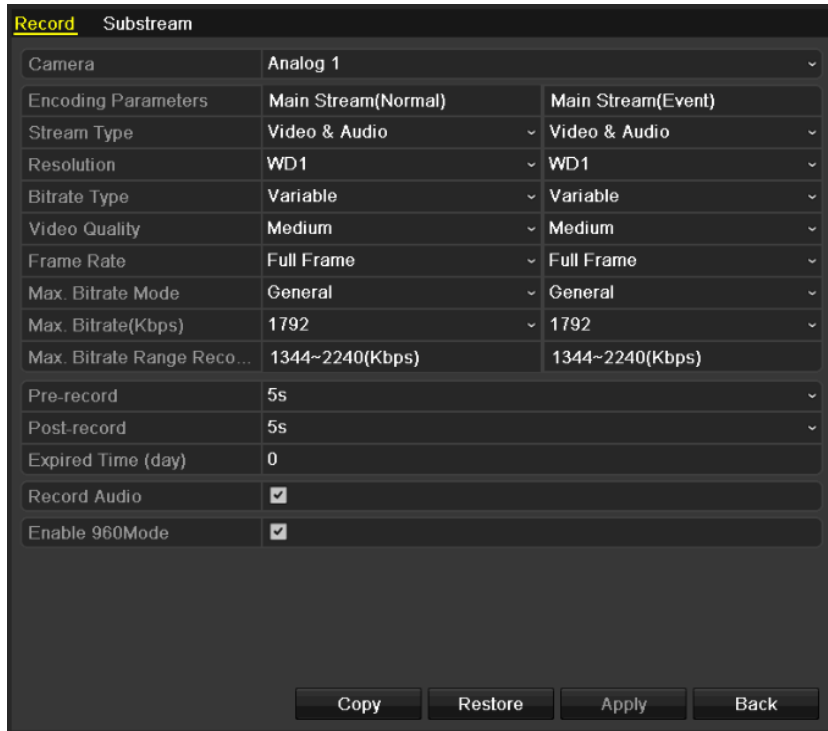 Record Substream
Camera Analog 1
Encoding Parameters Main Stream(Normal) Main Stream(Event)
Stream Type Video & Audio Video & Audio
Resolution WD1 WD1
Bitrate Type Variable Variable
Video Quality Medium Medium
Frame Rate Full Frame Full Frame
Max. Bitrate Mode General General
Max. Bitrate(Kbps) 1792 1792
Max. Bitrate Range Reco... 1344~2240(Kbps) 1344~2240(Kbps)
Pre-record 5s
Post-record 5s
Expired Time (day) 0
Record Audio
Enable 960Mode
Copy Restore Apply Back